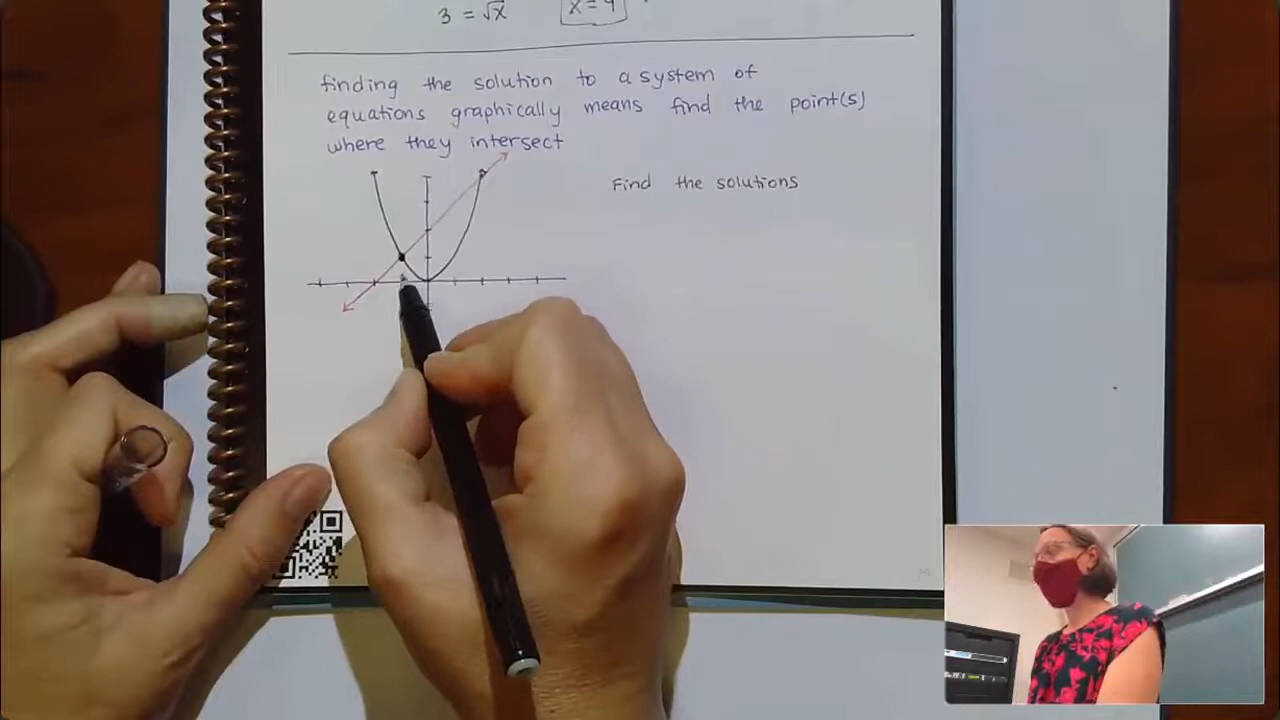 3 = √x x = 9
finding the solution to a system of
equations graphically means find the point(s)
where they intersect
Find the solutions